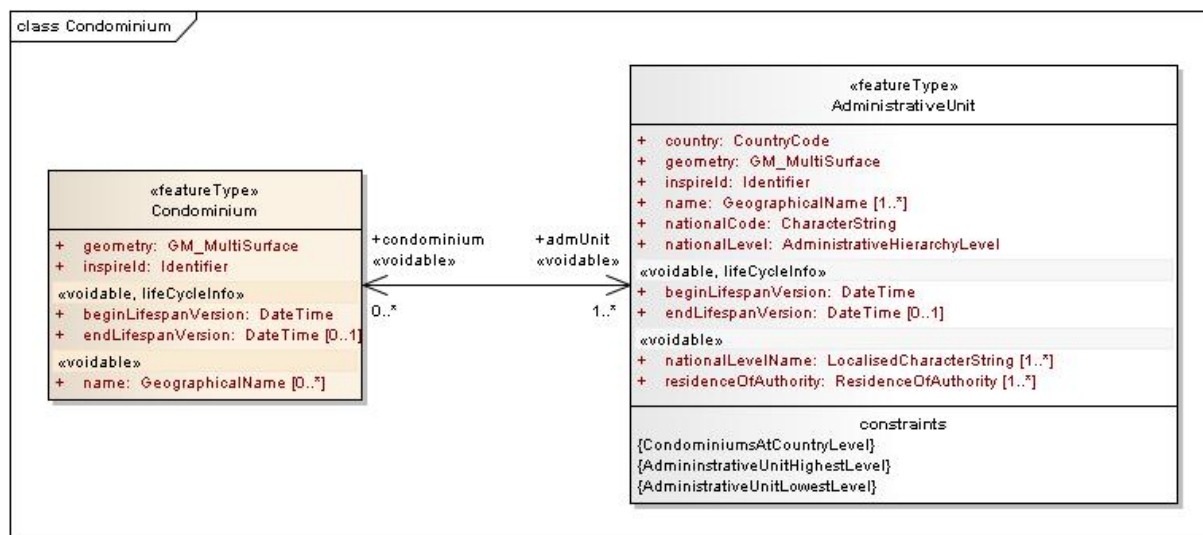 class Condominium
«featureType»
Condominium
+ geometry: GM_MultiSurface
+ inspireId: Identifier
«voidable, lifeCycleInfo»
+ beginLifespanVersion: DateTime
+ endLifespanVersion: DateTime [0..1]
«voidable»
+ name: GeographicalName [0..*]
+condominium
«voidable»
0..*
+admUnit
«voidable»
1..*
«featureType»
AdministrativeUnit
+ country: CountryCode
+ geometry: GM_MultiSurface
+ inspireId: Identifier
+ name: GeographicalName [1..*]
+ nationalCode: CharacterString
+ nationalLevel: AdministrativeHierarchyLevel
«voidable, lifeCycleInfo»
+ beginLifespanVersion: DateTime
+ endLifespanVersion: DateTime [0..1]
«voidable»
+ nationalLevelName: LocalisedCharacterString [1..*]
+ residenceOfAuthority: ResidenceOfAuthority [1..*]
constraints
{CondominiumsAtCountryLevel}
{AdmininstrativeUnitHighestLevel}
{AdministrativeUnitLowestLevel}